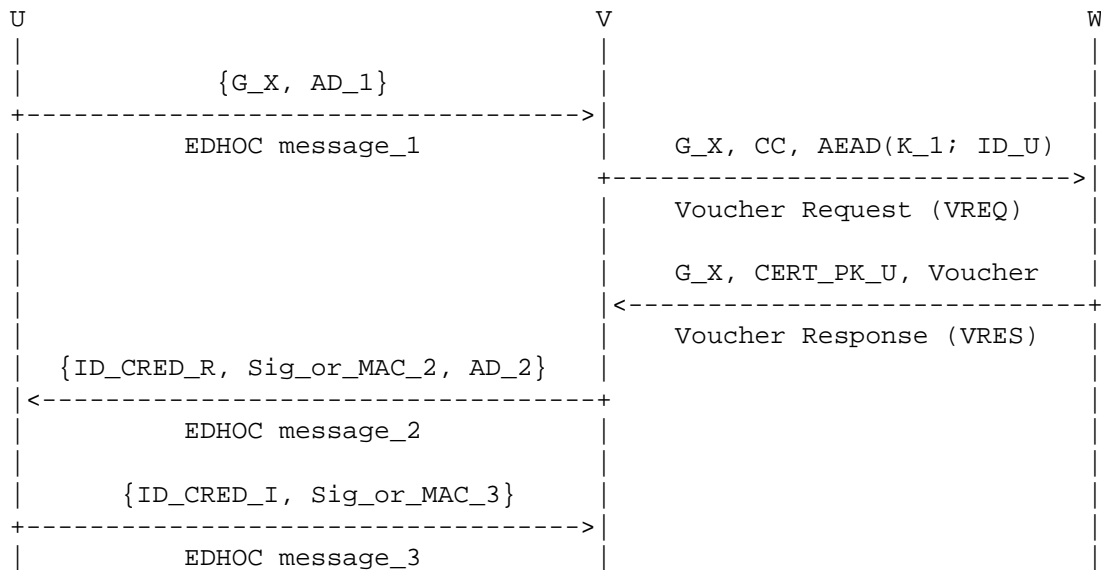 U V W
{G_X, AD_1}
EDHOC message_1
G_X, CC, AEAD(K_1; ID_U)
Voucher Request (VREQ)
G_X, CERT_PK_U, Voucher
Voucher Response (VRES)
{ID_CRED_R, Sig_or_MAC_2, AD_2}
EDHOC message_2
{ID_CRED_I, Sig_or_MAC_3}
EDHOC message_3